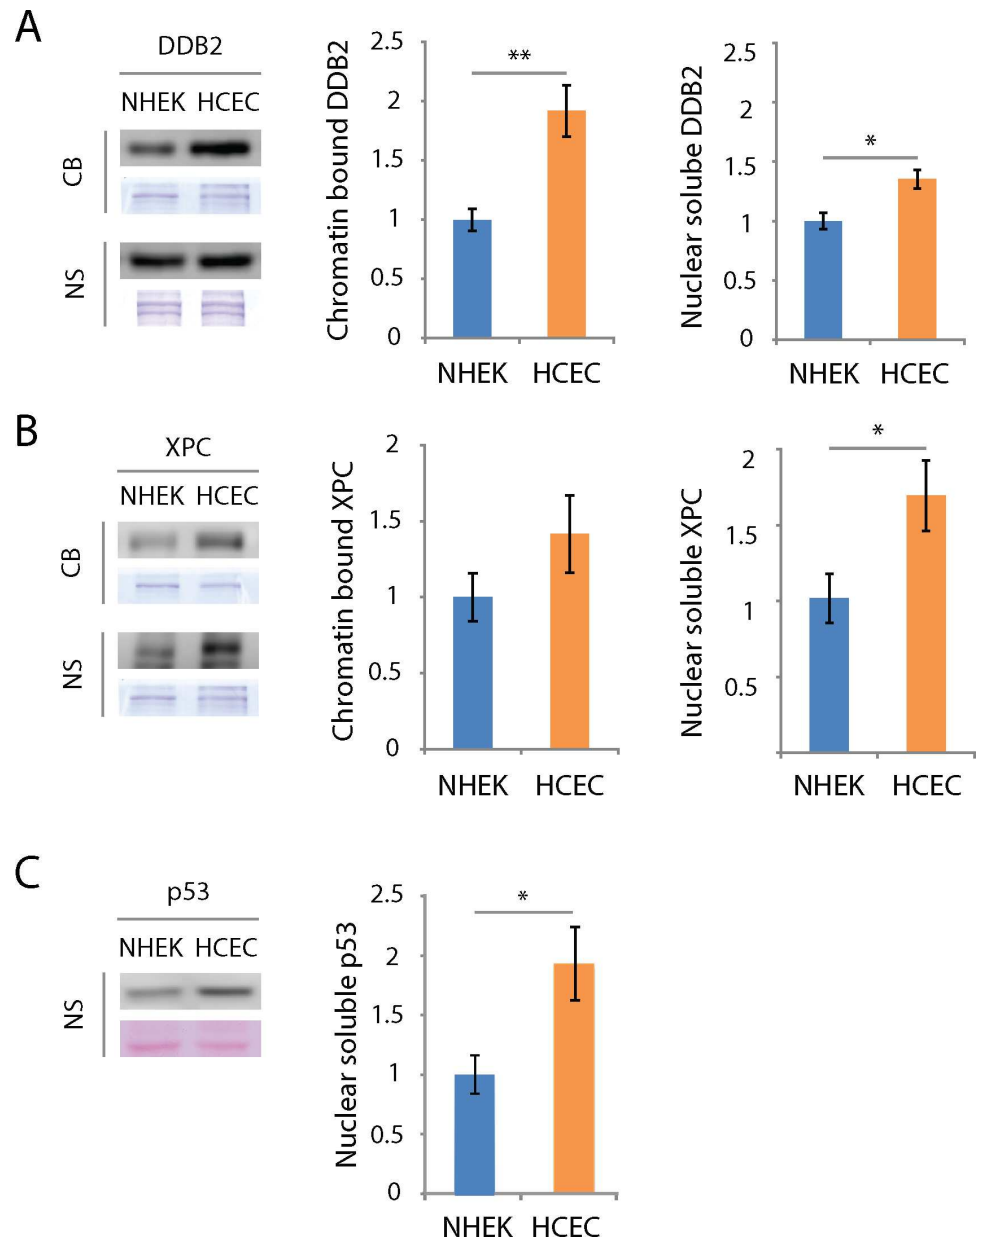 A
DDB2
NHEK HCEC
CB
NS
Chromatin bound DDB2
2.5
2
1.5
1
0.5
0
**
NHEK HCEC
Nuclear solube DDB2
2.5
2
1.5
1
0.5
0
*
NHEK HCEC
B
XPC
NHEK HCEC
CB
NS
Chromatin bound XPC
2
1.5
1
0.5
0
NHEK HCEC
Nuclear soluble XPC
2
1.5
1
0.5
*
NHEK HCEC
C
p53
NHEK HCEC
NS
Nuclear soluble p53
2.5
2
1.5
1
0.5
0
*
NHEK HCEC